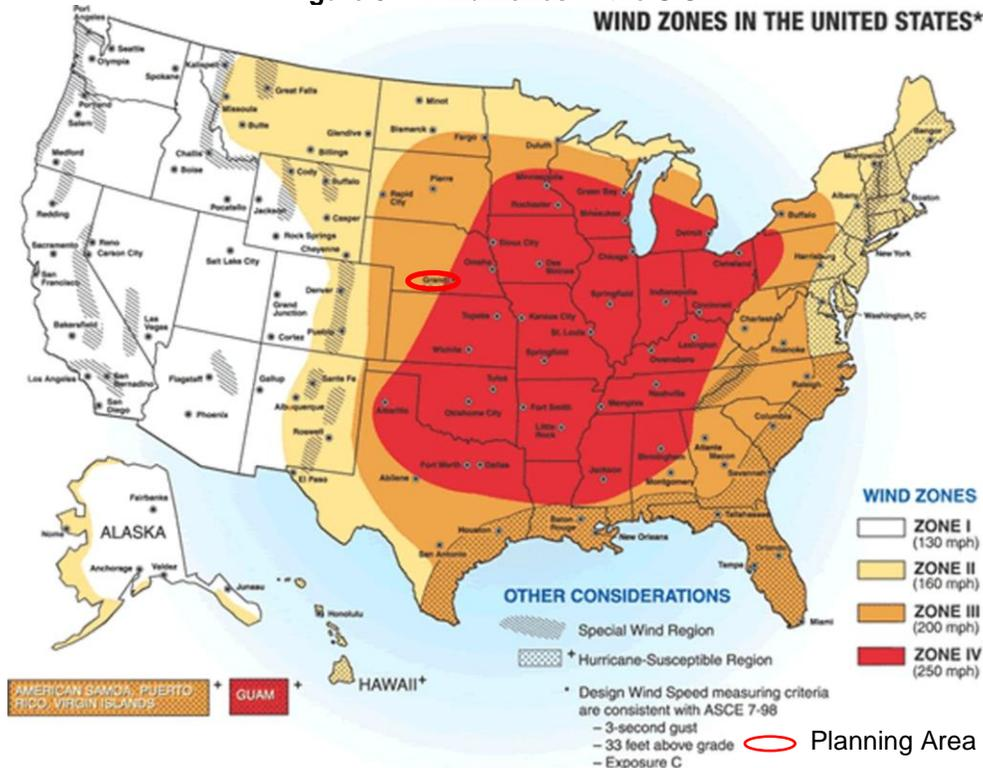 WIND ZONES IN THE UNITED STATES*
Port
Angeles
Seattle
Olympia
Spokane
Kalispell
Great Falls
Minot
Portland
Salem
Missoula
Butte
Glendive
Bismarck
Fargo
Duluth
Bangor
Medford
Challis
Boise
Billings
Cody
Buffalo
Pierre
Rapid
City
Minneapolis
Rochester
Green Bay
Milwaukee
Montpelier
Albany
Boston
Buffalo
Redding
Pocatello
Jackson
Casper
Rock Springs
Cheyenne
Sioux City
Detroit
Sacramento
Reno
Carson City
San
Francisco
Salt Lake City
Grand
Omaha
Des
Moines
Chicago
Cleveland
Harrisburg
New York
Denver
Grand
Junction
Springfield
Indianapolis
Cincinnati
Washington, DC
Bakersfield
Las
Vegas
Cortez
Pueblo
Topeka
Kansas City
St. Louis
Charleston
Lexington
Owensboro
Roanoke
Wichita
Springfield
Los Angeles
San
Bernadino
San
Diego
Flagstaff
Gallup
Santa Fe
Albuquerque
Tulsa
Nashville
Raleigh
Phoenix
Roswell
Amarillo
Oklahoma City
Fort Smith
Little
Rock
Memphis
Columbia
Atlanta
Macon
Birmingham
Savannah
El Paso
Abilene
Fort Worth
Dallas
Jackson
Montgomery
Tallahassee
Houston
Baton
Rouge
New Orleans
San Antonio
Orlando
Tampa
Miami
Fairbanks
Nome
ALASKA
Anchorage
Valdez
Juneau
Honolulu
HAWAII+
AMERICAN SAMOA, PUERTO
RICO, VIRGIN ISLANDS
+
GUAM
+
WIND ZONES
ZONE I
(130 mph)
ZONE II
(160 mph)
ZONE III
(200 mph)
ZONE IV
(250 mph)
OTHER CONSIDERATIONS
Special Wind Region
+ Hurricane-Susceptible Region
* Design Wind Speed measuring criteria
are consistent with ASCE 7-98
– 3-second gust
– 33 feet above grade
– Exposure C
Planning Area